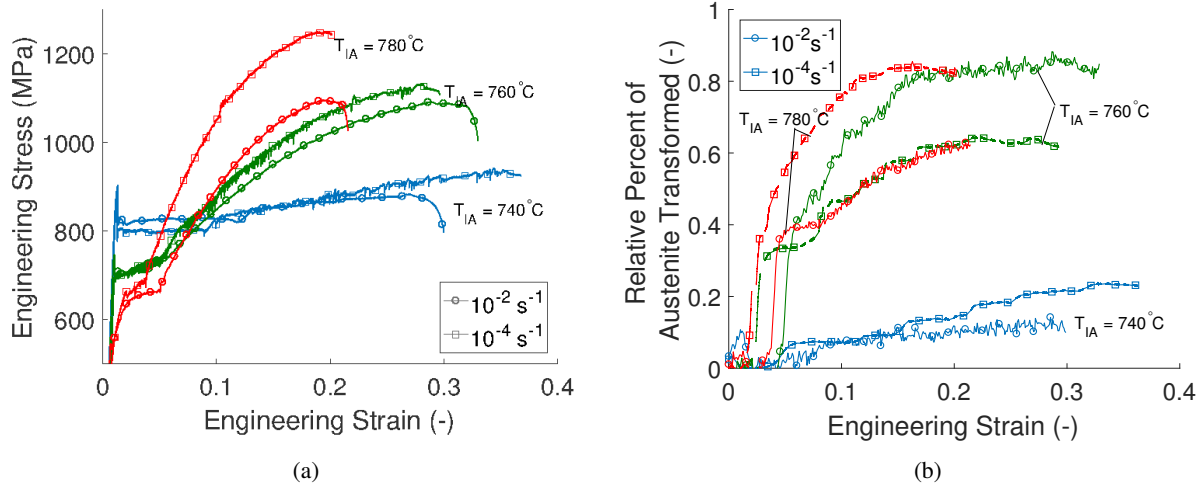 1200
1000
800
600
0
0.1
0.2
0.3
0.4
Engineering Stress (MPa)
Engineering Strain (-)
T_IA = 780°C
T_IA = 760°C
T_IA = 740°C
10^-2 s^-1
10^-4 s^-1
(a)
1
0.8
0.6
0.4
0.2
0
0
0.1
0.2
0.3
0.4
Relative Percent of
Austenite Transformed (-)
Engineering Strain (-)
10^-2 s^-1
10^-4 s^-1
T_IA = 780°C
T_IA = 760°C
T_IA = 740°C
(b)